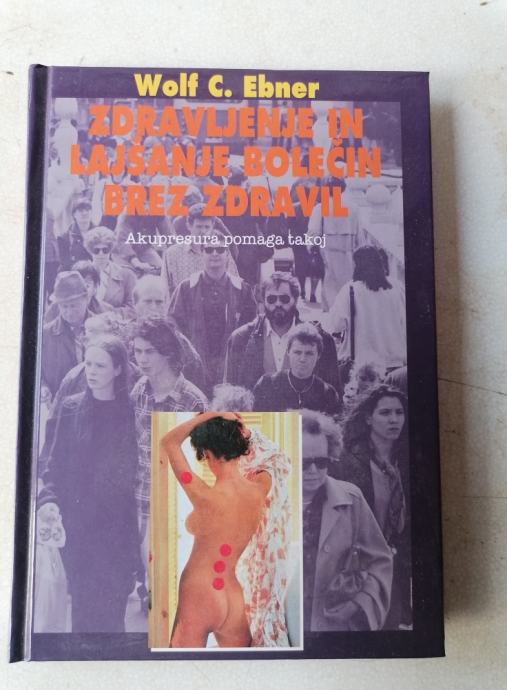 Wolf C. Ebner
ZDRAVLJENJE IN
LAJŠANJE BOLEČIN
BREZ ZDRAVIL
Akupresura pomaga takoj